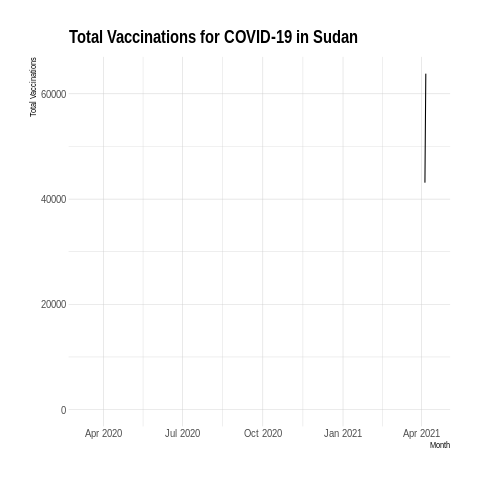 Total Vaccinations for COVID-19 in Sudan
Total Vaccinations
60000
40000
20000
0
Apr 2020 Jul 2020 Oct 2020 Jan 2021 Apr 2021
Month